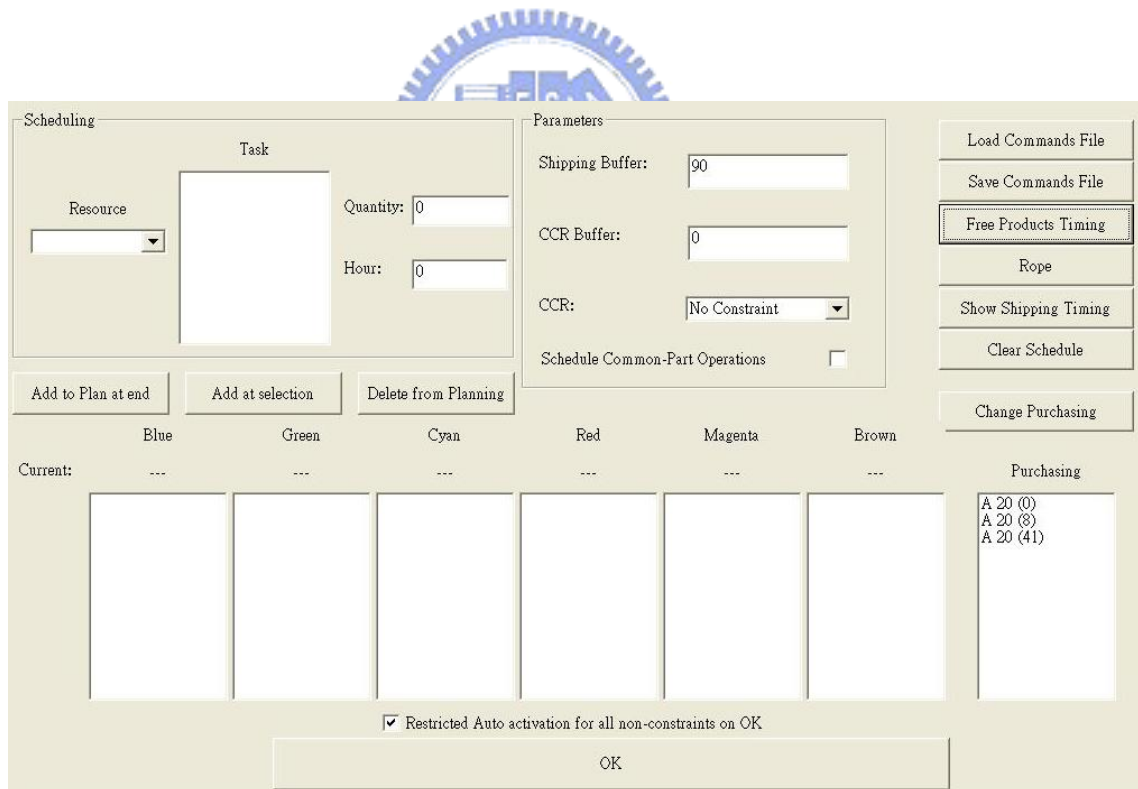 Scheduling
Task
Resource
Quantity: 0
Hour: 0
Parameters
Shipping Buffer: 90
CCR Buffer: 0
CCR: No Constraint
Schedule Common-Part Operations
Load Commands File
Save Commands File
Free Products Timing
Rope
Show Shipping Timing
Clear Schedule
Change Purchasing
Add to Plan at end Add at selection Delete from Planning
Blue Green Cyan Red Magenta Brown
Current: --- --- --- --- --- ---
Purchasing
A 20 (0)
A 20 (8)
A 20 (41)
Restricted Auto activation for all non-constraints on OK
OK